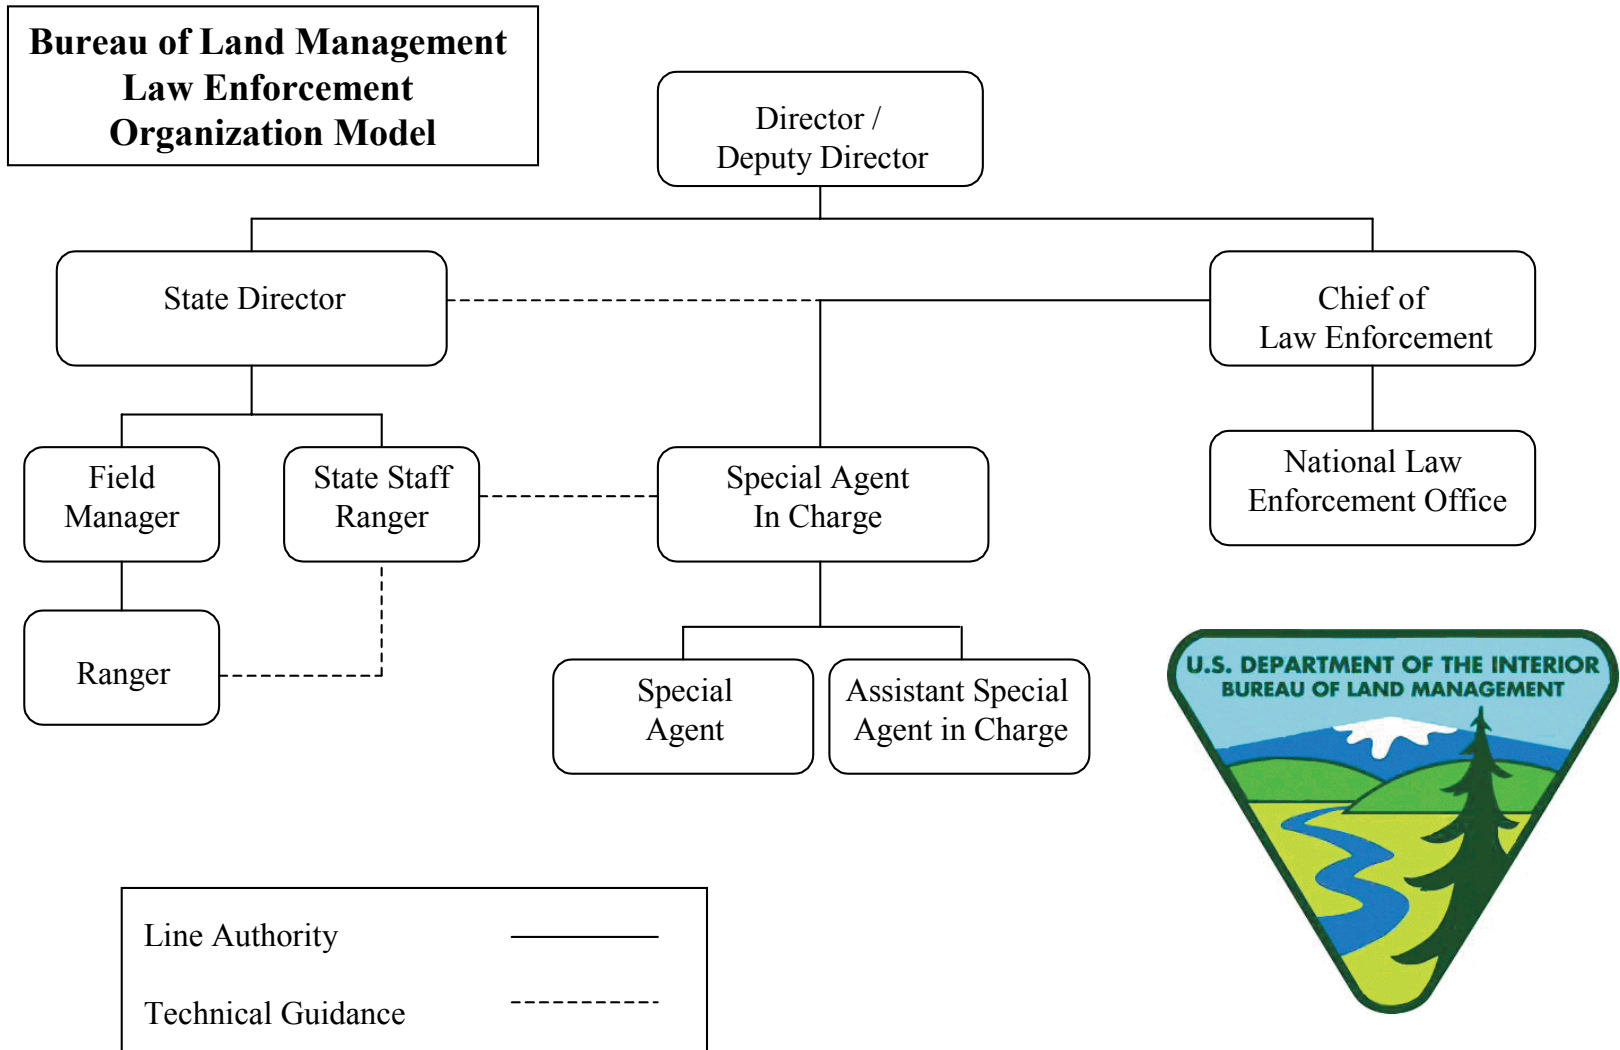 Bureau of Land Management
Law Enforcement
Organization Model
Director /
Deputy Director
State Director
Chief of
Law Enforcement
Field
Manager
State Staff
Ranger
Special Agent
In Charge
National Law
Enforcement Office
Ranger
Special
Agent
Assistant Special
Agent in Charge
U.S. DEPARTMENT OF THE INTERIOR
BUREAU OF LAND MANAGEMENT
Line Authority
Technical Guidance